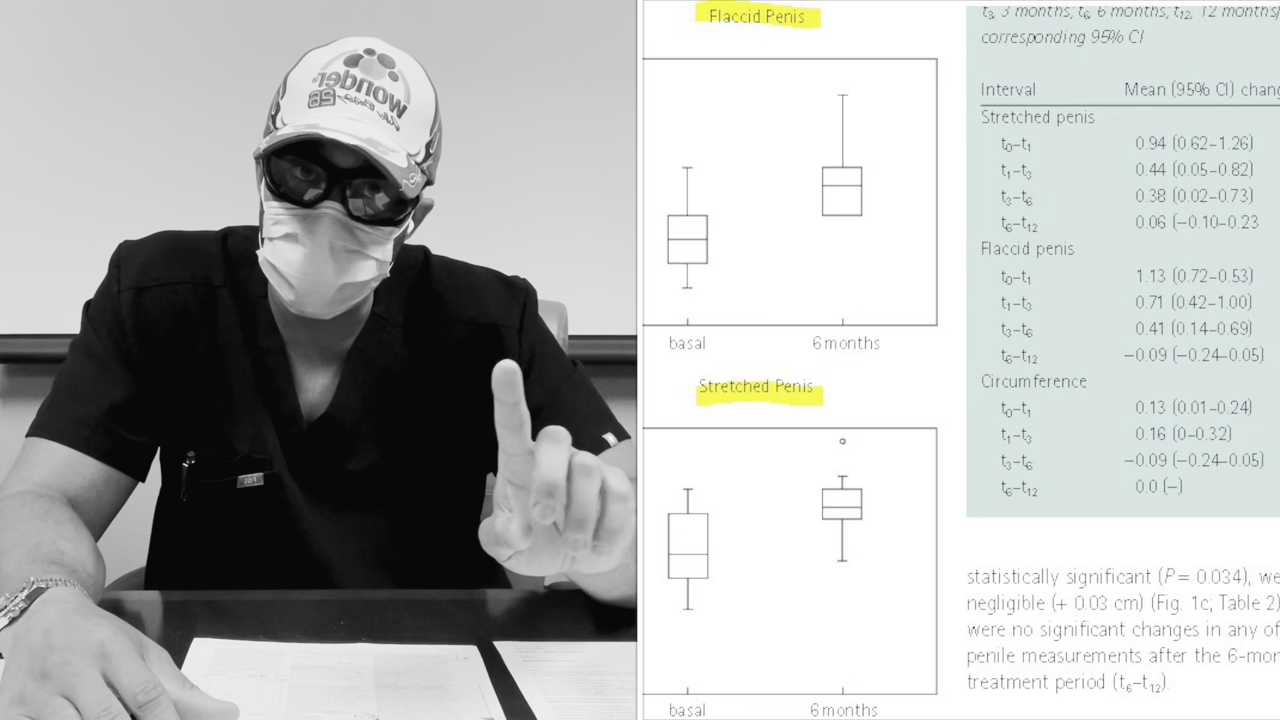 wonder
28
FIGS
Flaccid Penis
basal 6 months
Stretched Penis
basal 6 months
t3, 3 months; t6, 6 months; t12, 12 months;
corresponding 95% CI
Interval Mean (95% CI) chang
Stretched penis
t0–t1 0.94 (0.62–1.26)
t1–t3 0.44 (0.05–0.82)
t3–t6 0.38 (0.02–0.73)
t6–t12 0.06 (−0.10–0.23
Flaccid penis
t0–t1 1.13 (0.72–0.53)
t1–t3 0.71 (0.42–1.00)
t3–t6 0.41 (0.14–0.69)
t6–t12 −0.09 (−0.24–0.05)
Circumference
t0–t1 0.13 (0.01–0.24)
t1–t3 0.16 (0–0.32)
t3–t6 −0.09 (−0.24–0.05)
t6–t12 0.0 (–)
statistically significant (P = 0.034), we
negligible (+ 0.03 cm) (Fig. 1c; Table 2)
were no significant changes in any of
penile measurements after the 6-mon
treatment period (t6–t12).